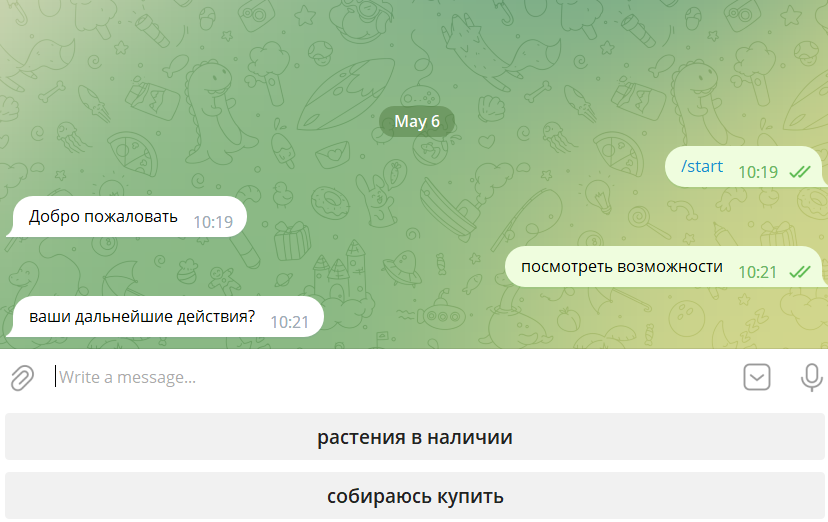 May 6
/start 10:19
Добро пожаловать 10:19
посмотреть возможности 10:21
ваши дальнейшие действия? 10:21
Write a message...
растения в наличии
собираюсь купить